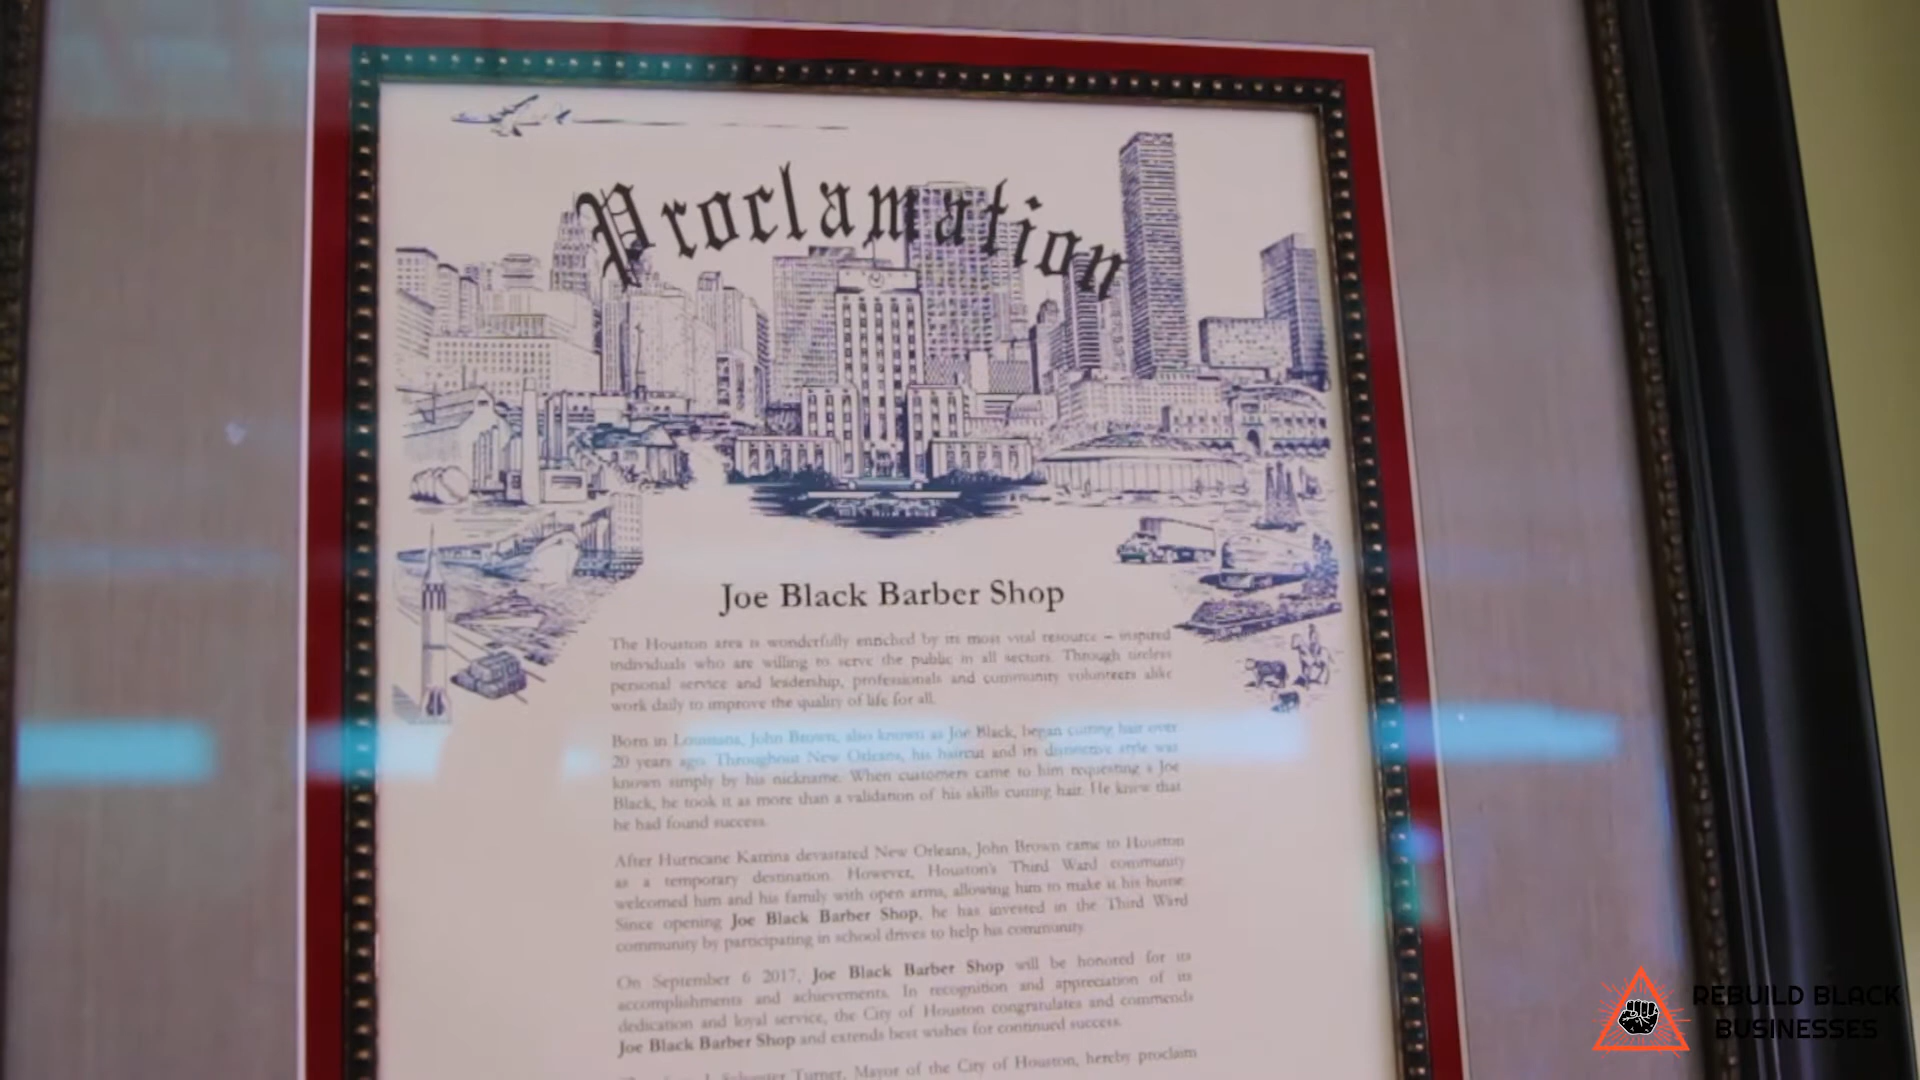 Proclamation
Joe Black Barber Shop
The Houston area is wonderfully enriched by its most vital resource – inspired
individuals who are willing to serve the public in all sectors. Through tireless
personal service and leadership, professionals and community volunteers alike
work daily to improve the quality of life for all.
Born in Louisiana, John Brown, also known as Joe Black, began cutting hair over
20 years ago. Throughout New Orleans, his haircut and its distinctive style was
known simply by his nickname. When customers came to him requesting a Joe
Black, he took it as more than a validation of his skills cutting hair. He knew that
he had found success.
After Hurricane Katrina devastated New Orleans, John Brown came to Houston
as a temporary destination. However, Houston's Third Ward community
welcomed him and his family with open arms, allowing him to make it his home.
Since opening Joe Black Barber Shop, he has invested in the Third Ward
community by participating in school drives to help his community.
On September 6 2017, Joe Black Barber Shop will be honored for its
accomplishments and achievements. In recognition and appreciation of its
dedication and loyal service, the City of Houston congratulates and commends
Joe Black Barber Shop and extends best wishes for continued success.
Sylvester Turner, Mayor of the City of Houston, hereby proclaim
REBUILD BLACK
BUSINESSES